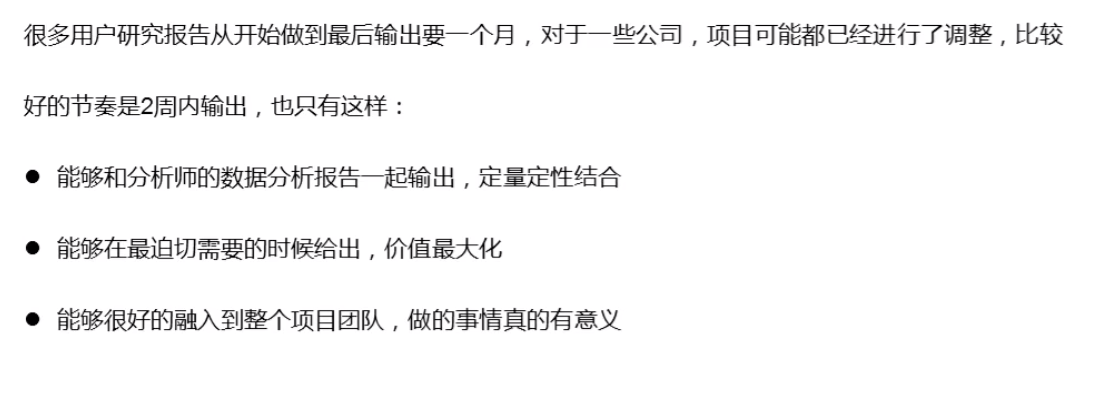 很多用户研究报告从开始做到最后输出要一个月，对于一些公司，项目可能都已经进行了调整，比较
好的节奏是2周内输出，也只有这样：
● 能够和分析师的数据分析报告一起输出，定量定性结合
● 能够在最迫切需要的时候给出，价值最大化
● 能够很好的融入到整个项目团队，做的事情真的有意义